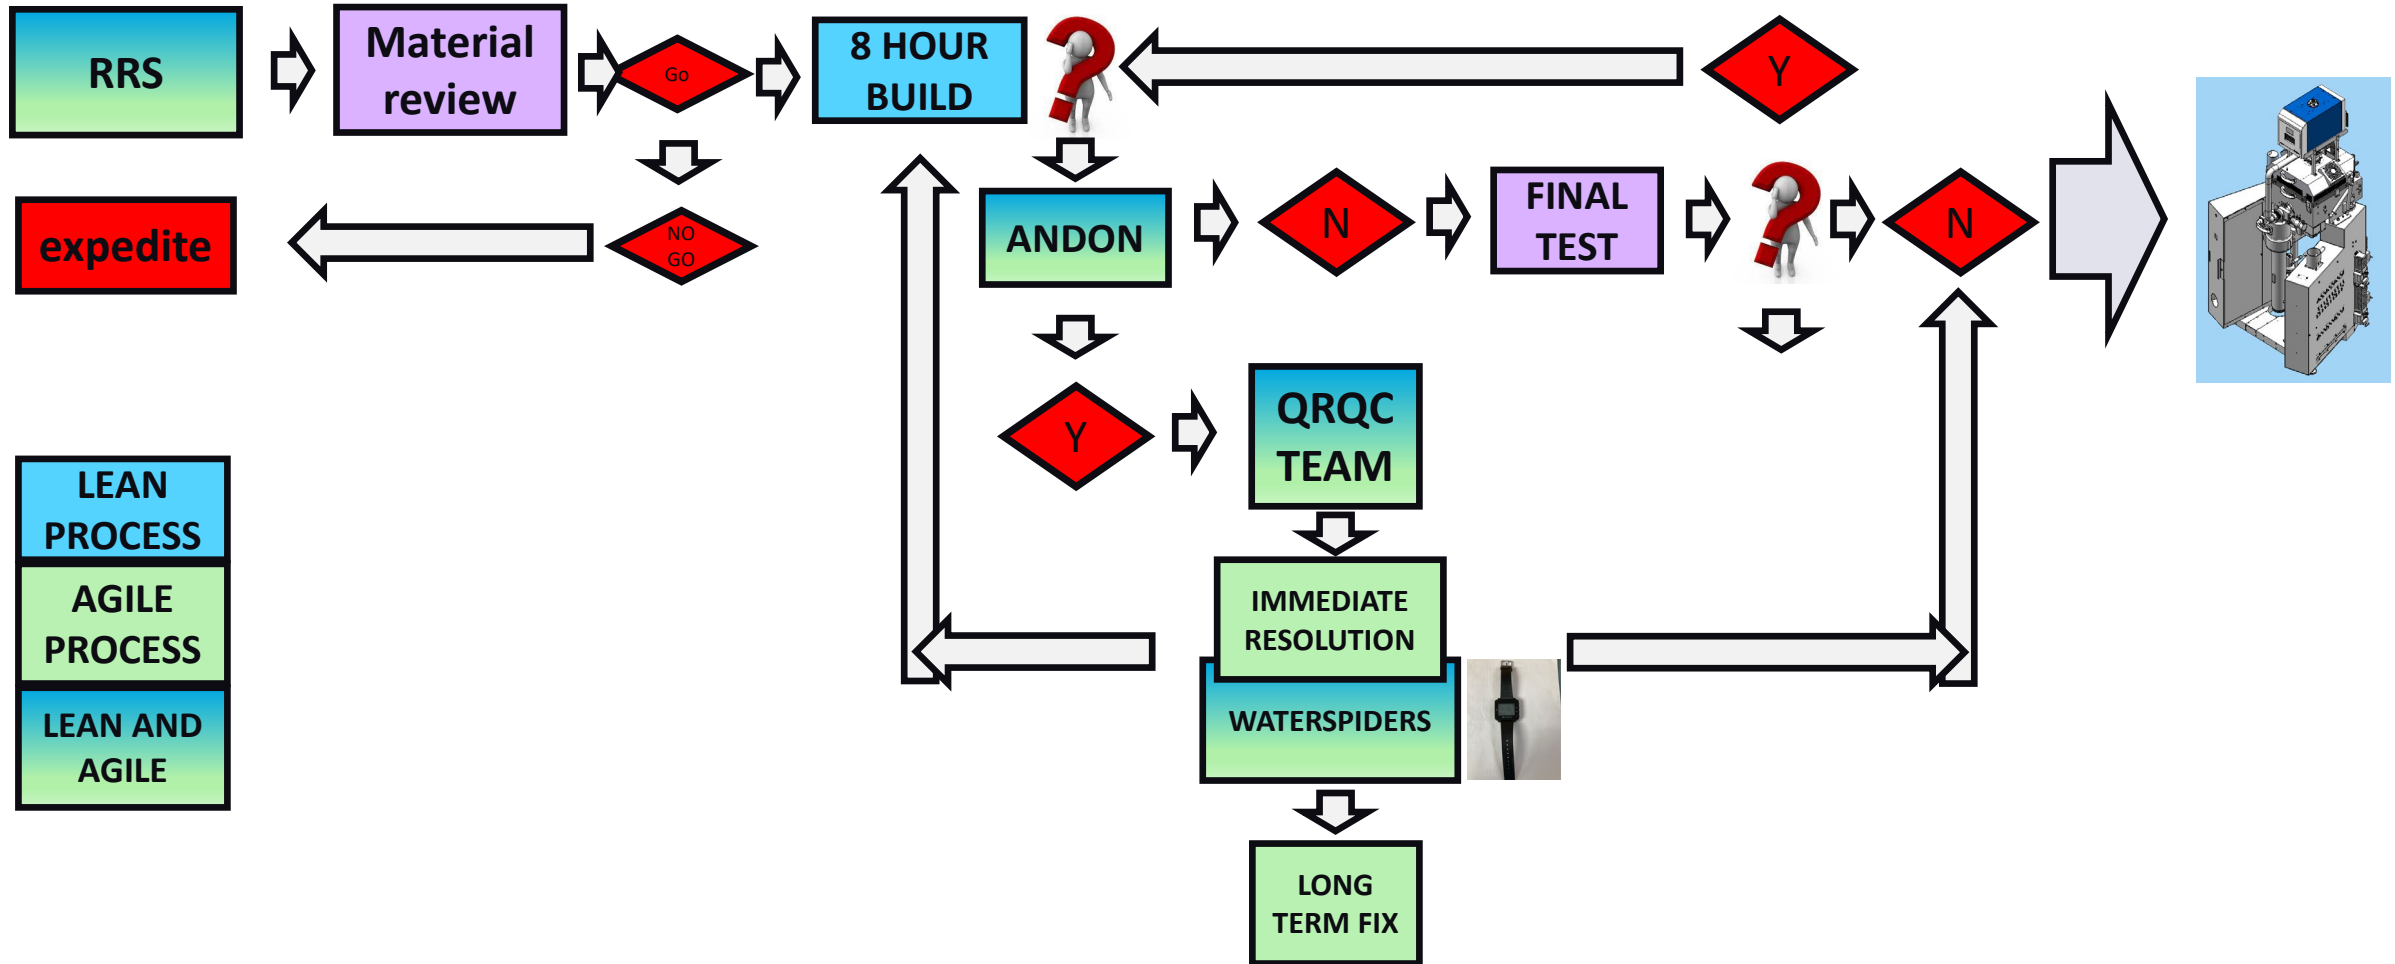 RRS
Material
review
Go
8 HOUR
BUILD
Y
expedite
NO
GO
ANDON
N
FINAL
TEST
N
Y
QRQC
TEAM
LEAN
PROCESS
AGILE
PROCESS
LEAN AND
AGILE
IMMEDIATE
RESOLUTION
WATERSPIDERS
LONG
TERM FIX